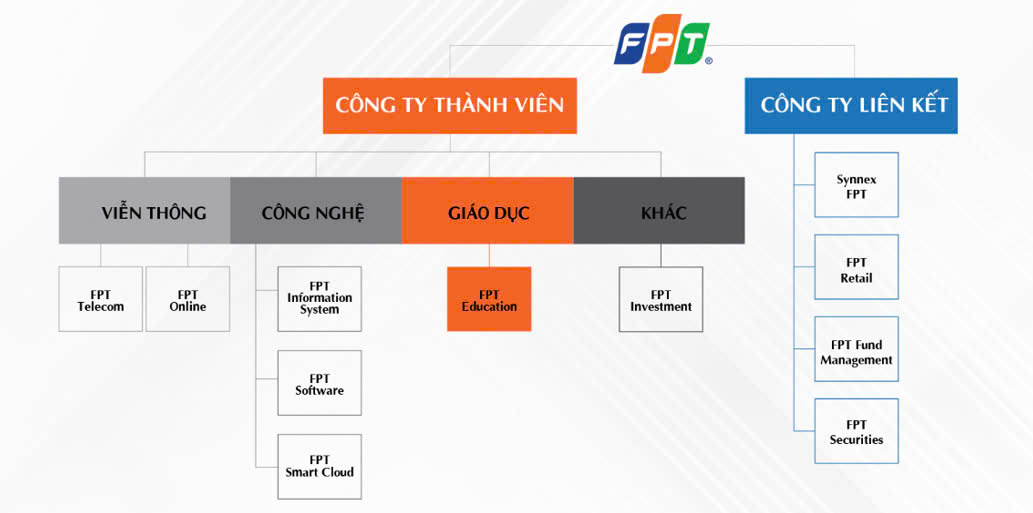 FPT®
CÔNG TY THÀNH VIÊN
CÔNG TY LIÊN KẾT
VIỄN THÔNG
CÔNG NGHỆ
GIÁO DỤC
KHÁC
FPT
Telecom
FPT
Online
FPT
Information
System
FPT
Software
FPT
Smart Cloud
FPT
Education
FPT
Investment
Synnex
FPT
FPT
Retail
FPT Fund
Management
FPT
Securities